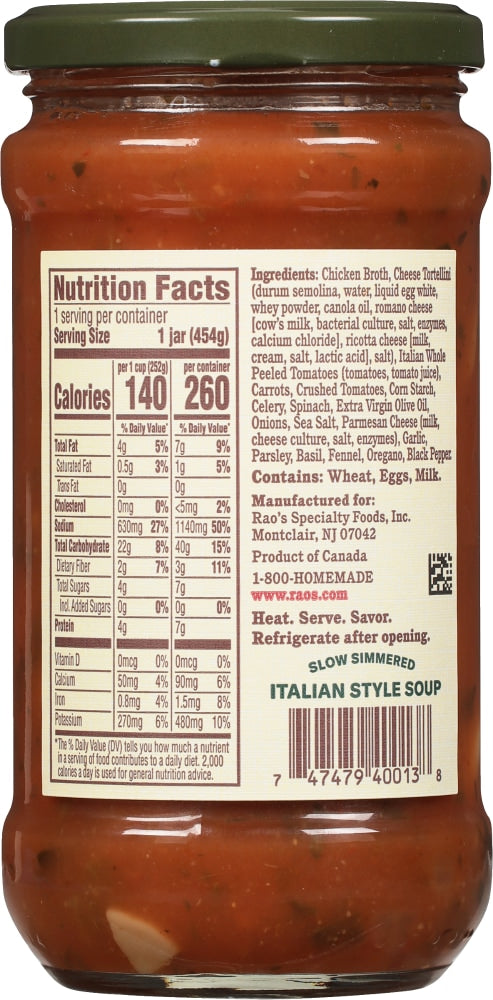 Nutrition Facts
1 serving per container
Serving Size 1 jar (454g)
per 1 cup (252g) per container
Calories 140 260
% Daily Value* % Daily Value*
Total Fat 4g 5% 7g 9%
Saturated Fat 0.5g 3% 1g 5%
Trans Fat 0g 0g
Cholesterol 0mg 0% <5mg 2%
Sodium 630mg 27% 1140mg 50%
Total Carbohydrate 22g 8% 40g 15%
Dietary Fiber 2g 7% 3g 11%
Total Sugars 4g 7g
Incl. Added Sugars 0g 0% 0g 0%
Protein 4g 7g
Vitamin D 0mcg 0% 0mcg 0%
Calcium 50mg 4% 90mg 6%
Iron 0.8mg 4% 1.5mg 8%
Potassium 270mg 6% 480mg 10%
*The % Daily Value (DV) tells you how much a nutrient
in a serving of food contributes to a daily diet. 2,000
calories a day is used for general nutrition advice.
Ingredients: Chicken Broth, Cheese Tortellini
(durum semolina, water, liquid egg white,
whey powder, canola oil, romano cheese
[cow's milk, bacterial culture, salt, enzymes,
calcium chloride], ricotta cheese [milk,
cream, salt, lactic acid], salt), Italian Whole
Peeled Tomatoes (tomatoes, tomato juice),
Carrots, Crushed Tomatoes, Corn Starch,
Celery, Spinach, Extra Virgin Olive Oil,
Onions, Sea Salt, Parmesan Cheese (milk,
cheese culture, salt, enzymes), Garlic,
Parsley, Basil, Fennel, Oregano, Black Pepper.
Contains: Wheat, Eggs, Milk.
Manufactured for:
Rao's Specialty Foods, Inc.
Montclair, NJ 07042
Product of Canada
1-800-HOMEMADE
www.raos.com
Heat. Serve. Savor.
Refrigerate after opening.
SLOW SIMMERED
ITALIAN STYLE SOUP
7 47479 40013 8